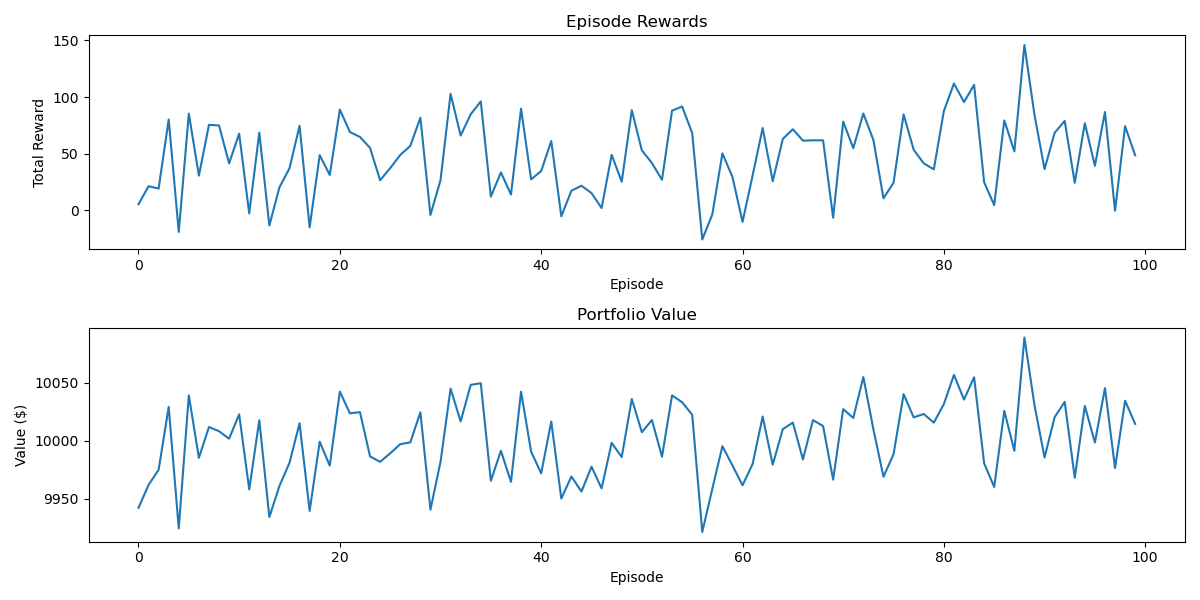 Episode Rewards
150
100
50
0
Total Reward
0 20 40 60 80 100
Episode
Portfolio Value
10050
10000
9950
Value ($)
0 20 40 60 80 100
Episode